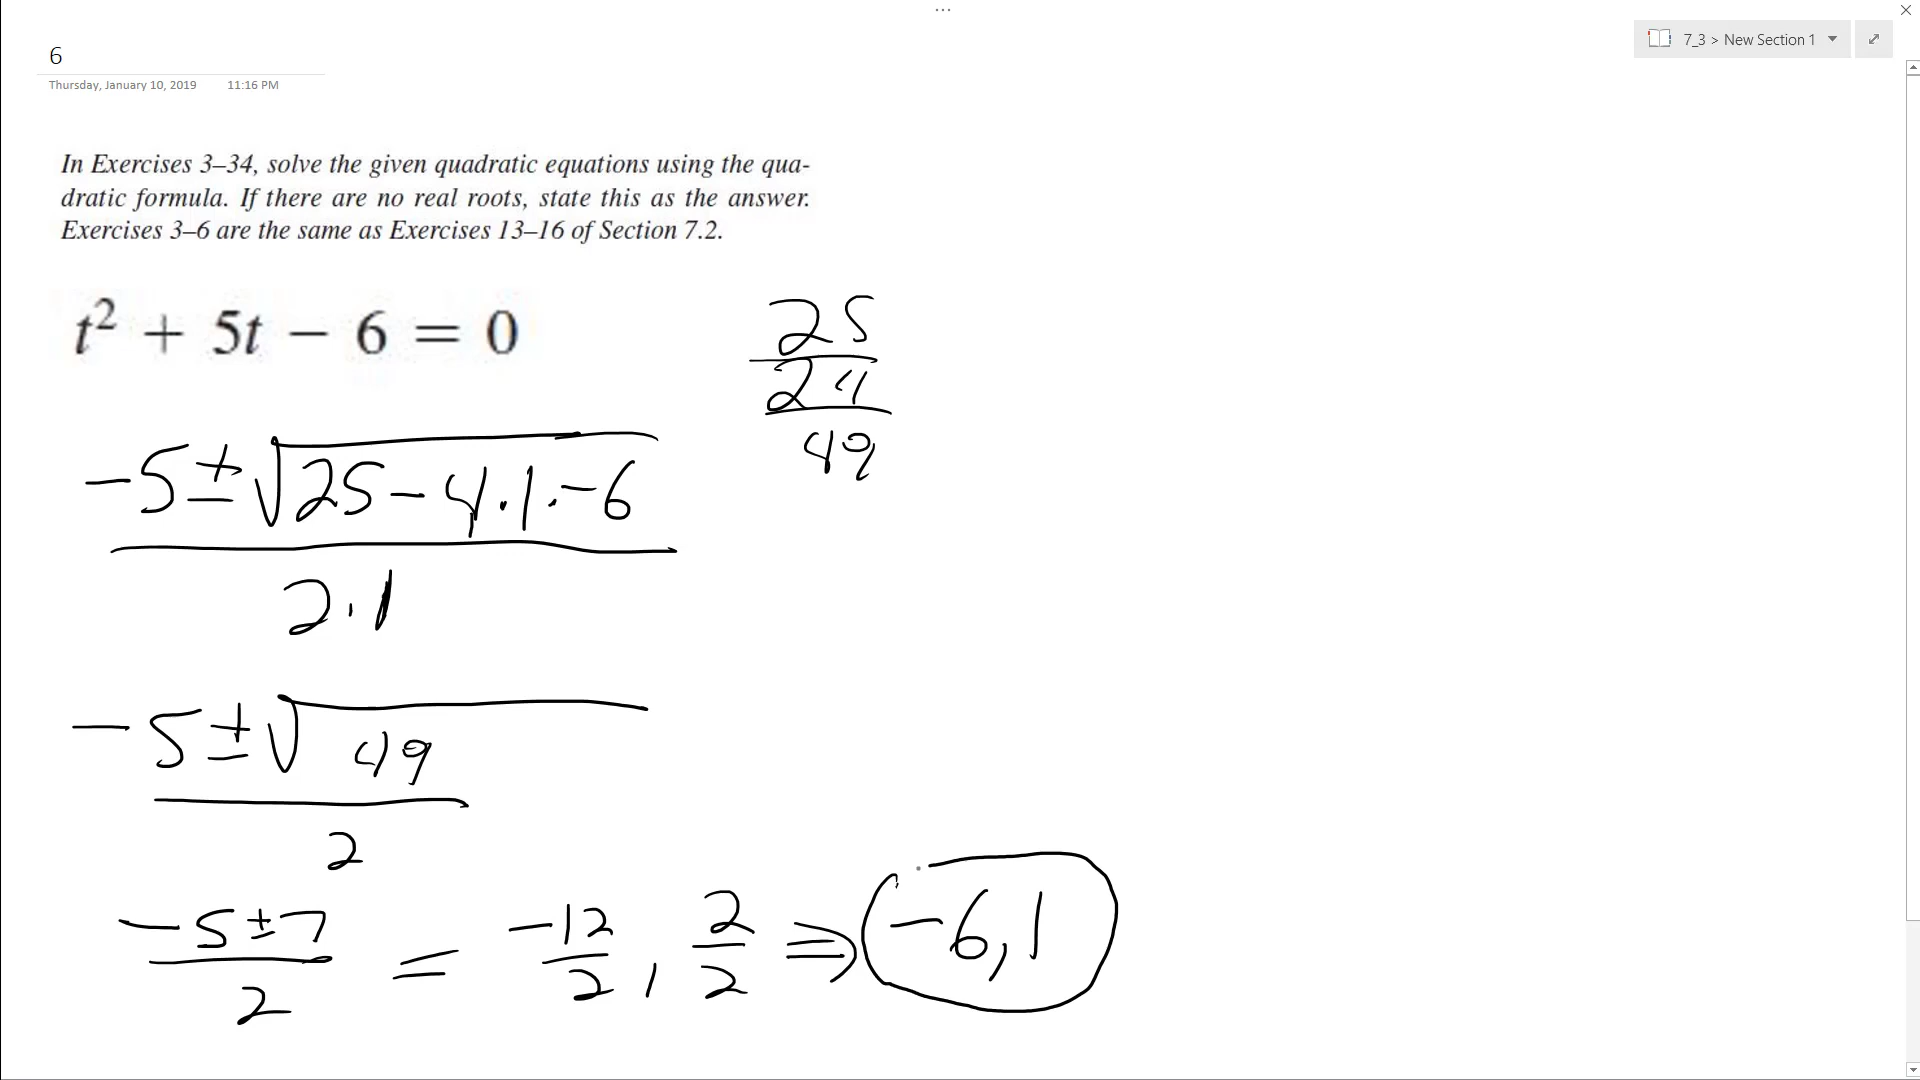 ...
7_3 > New Section 1
6
Thursday, January 10, 2019 11:16 PM
In Exercises 3–34, solve the given quadratic equations using the qua-
dratic formula. If there are no real roots, state this as the answer.
Exercises 3–6 are the same as Exercises 13–16 of Section 7.2.
t² + 5t − 6 = 0
25
24
49
−5 ± √25 − 4·1·−6
2·1
−5 ± √49
2
−5 ± 7 / 2 = −12/2, 2/2 ⇒ −6, 1